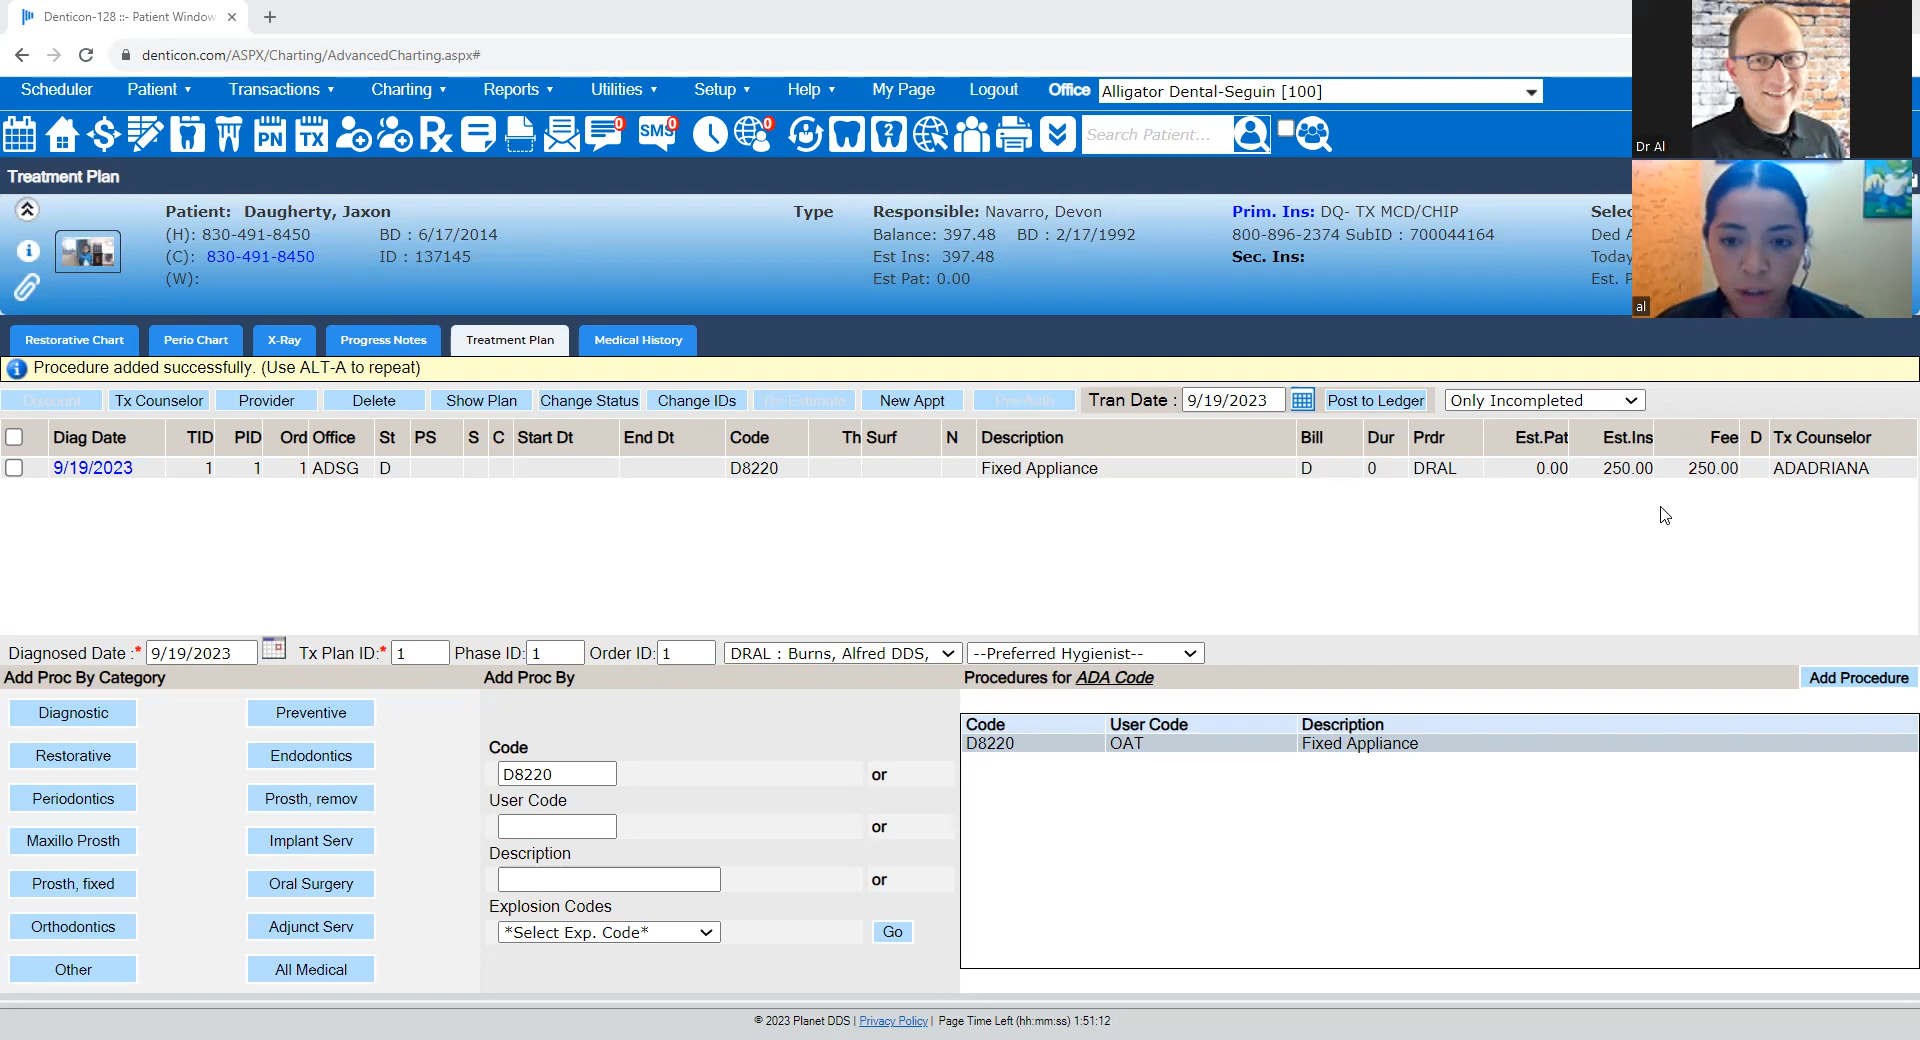 Denticon-128 ::- Patient Window
denticon.com/ASPX/Charting/AdvancedCharting.aspx#
Scheduler Patient Transactions Charting Reports Utilities Setup Help My Page Logout Office Alligator Dental-Seguin [100]
PN TX 0 SMS 0 0 2 Search Patient...
Dr Al
Treatment Plan
Patient: Daugherty, Jaxon Type Responsible: Navarro, Devon Prim. Ins: DQ- TX MCD/CHIP
(H): 830-491-8450 BD : 6/17/2014 Balance: 397.48 BD : 2/17/1992 800-896-2374 SubID : 700044164 Ded
(C): 830-491-8450 ID : 137145 Est Ins: 397.48 Sec. Ins: Today
(W): Est Pat: 0.00 Est.
al
Restorative Chart Perio Chart X-Ray Progress Notes Treatment Plan Medical History
Procedure added successfully. (Use ALT-A to repeat)
Discount Tx Counselor Provider Delete Show Plan Change Status Change IDs Re-Estimate New Appt Tran Date : 9/19/2023 Post to Ledger Only Incompleted
Diag Date TID PID Ord Office St PS S C Start Dt End Dt Code Th Surf N Description Bill Dur Prdr Est.Pat Est.Ins Fee D Tx Counselor
9/19/2023 1 1 1 ADSG D D8220 Fixed Appliance D 0 DRAL 0.00 250.00 250.00 ADADRIANA
Diagnosed Date :* 9/19/2023 Tx Plan ID:* 1 Phase ID: 1 Order ID: 1 DRAL : Burns, Alfred DDS, --Preferred Hygienist--
Add Proc By Category Add Proc By Procedures for ADA Code Add Procedure
Diagnostic Preventive
Restorative Endodontics
Periodontics Prosth, remov
Maxillo Prosth Implant Serv
Prosth, fixed Oral Surgery
Orthodontics Adjunct Serv
Other All Medical
Code
D8220 or
User Code
or
Description
or
Explosion Codes
*Select Exp. Code* Go
Code User Code Description
D8220 OAT Fixed Appliance
© 2023 Planet DDS | Privacy Policy | Page Time Left (hh:mm:ss) 1:51:12